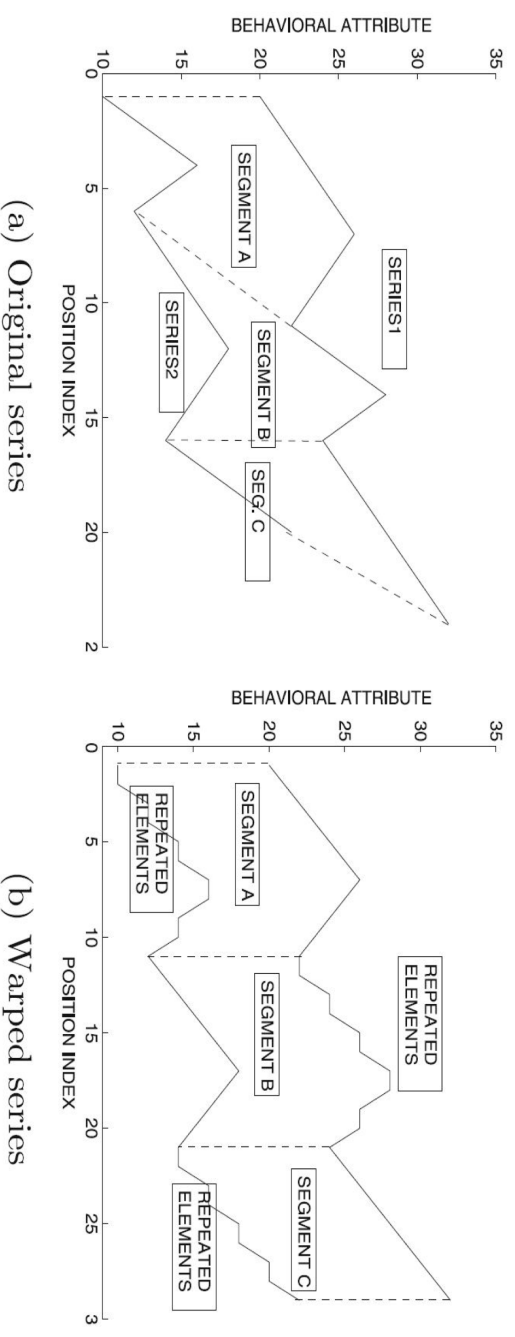 BEHAVIORAL ATTRIBUTE
35
30
25
20
15
10
0
5
10
15
20
2
POSITION INDEX
SERIES1
SEGMENT A
SEGMENT B
SEG. C
SERIES2
(a) Original series
BEHAVIORAL ATTRIBUTE
35
30
25
20
15
10
0
5
10
15
20
25
3
POSITION INDEX
REPEATED
ELEMENTS
SEGMENT A
SEGMENT B
SEGMENT C
REPEATED
ELEMENTS
REPEATED
ELEMENTS
(b) Warped series